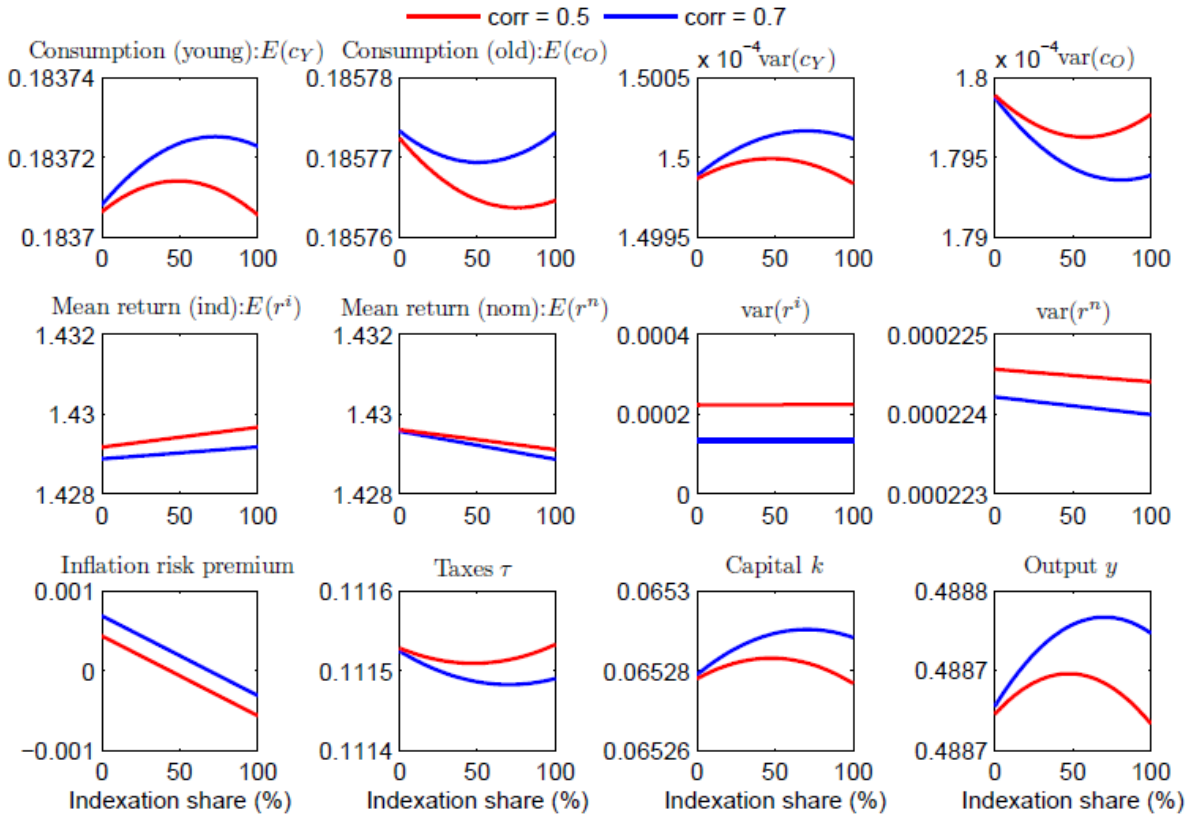 corr = 0.5 corr = 0.7
Consumption (young):E(c_Y) Consumption (old):E(c_O) x 10^-4 var(c_Y) x 10^-4 var(c_O)
0.18374 0.18578 1.5005 1.8
0.18372 0.18577 1.5 1.795
0.1837 0.18576 1.4995 1.79
0 50 100 0 50 100 0 50 100 0 50 100
Mean return (ind):E(r^i) Mean return (nom):E(r^n) var(r^i) var(r^n)
1.432 1.432 0.0004 0.000225
1.43 1.43 0.0002 0.000224
1.428 1.428 0 0.000223
0 50 100 0 50 100 0 50 100 0 50 100
Inflation risk premium Taxes τ Capital k Output y
0.001 0.1116 0.0653 0.4888
0 0.1115 0.06528 0.4887
−0.001 0.1114 0.06526 0.4887
0 50 100 0 50 100 0 50 100 0 50 100
Indexation share (%) Indexation share (%) Indexation share (%) Indexation share (%)